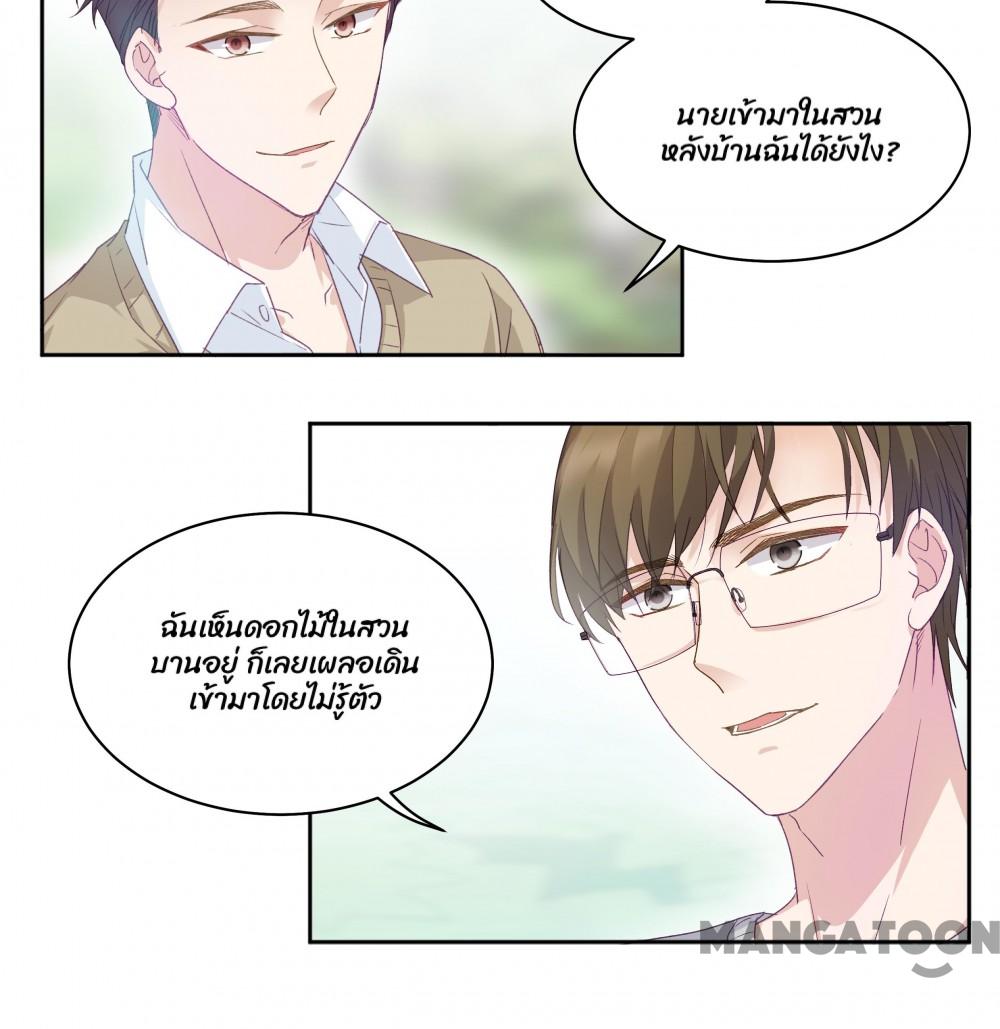 นายเข้ามาในสวน
หลังบ้านฉันได้ยังไง?
ฉันเห็นดอกไม้ในสวน
บานอยู่ ก็เลยเผลอเดิน
เข้ามาโดยไม่รู้ตัว
MANGATOON